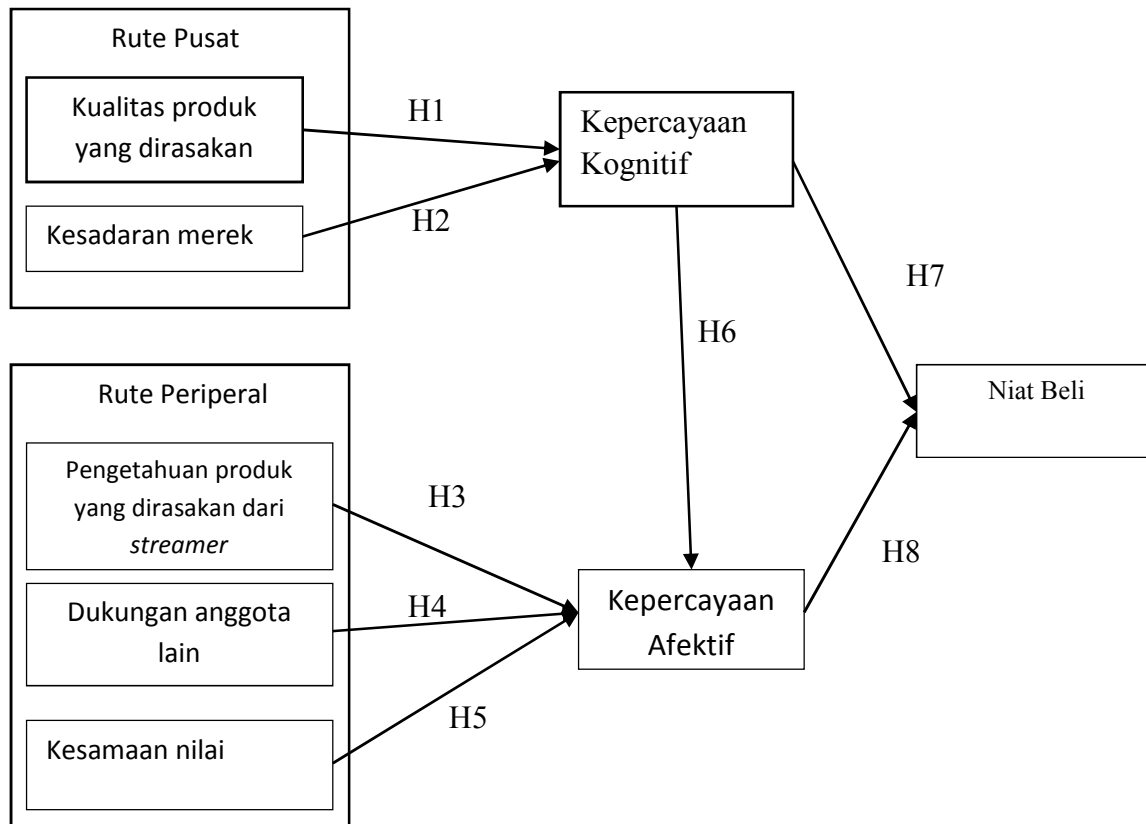 Rute Pusat
Kualitas produk
yang dirasakan
Kesadaran merek
H1
H2
Kepercayaan
Kognitif
H6
H7
Rute Periperal
Pengetahuan produk
yang dirasakan dari
streamer
Dukungan anggota
lain
Kesamaan nilai
H3
H4
H5
Kepercayaan
Afektif
H8
Niat Beli